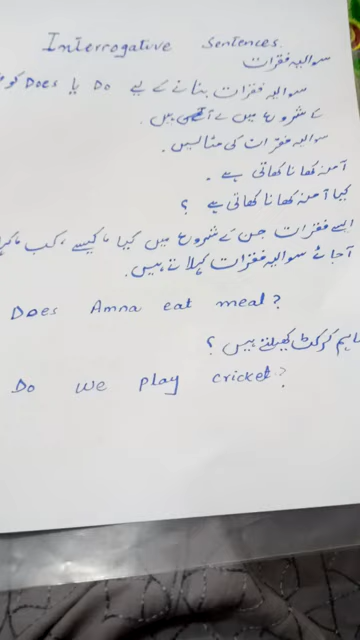 Interrogative Sentences.
سوالیہ فقرات
سوالیہ فقرات بنانے کے لیے Do یا Does کو
کے شروع میں لے آتے ہیں۔
سوالیہ فقرات کی مثالیں۔
آمنہ کھانا کھاتی ہے۔
کیا آمنہ کھانا کھاتی ہے ؟
ایسے فقرات جن کے شروع میں کیا، کیسے، کب،
آجائے سوالیہ فقرات کہلاتے ہیں۔
Does Amna eat meal?
ہم کرکٹ کھیلتے ہیں ؟
Do we play cricket?